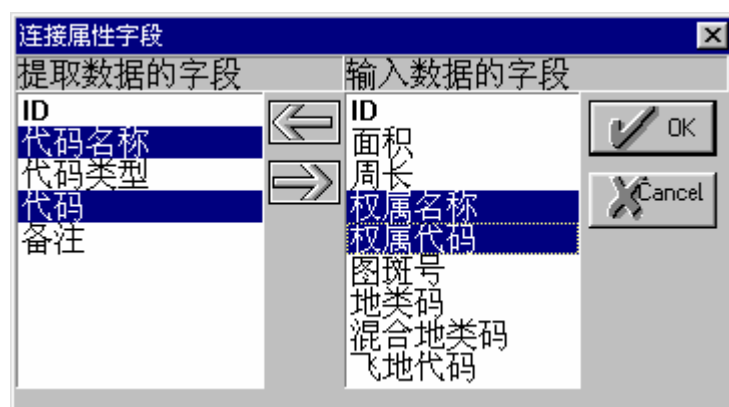 连接属性字段
提取数据的字段
输入数据的字段
ID
代码名称
代码类型
代码
备注
ID
面积
周长
权属名称
权属代码
图斑号
地类码
混合地类码
飞地代码
OK
Cancel